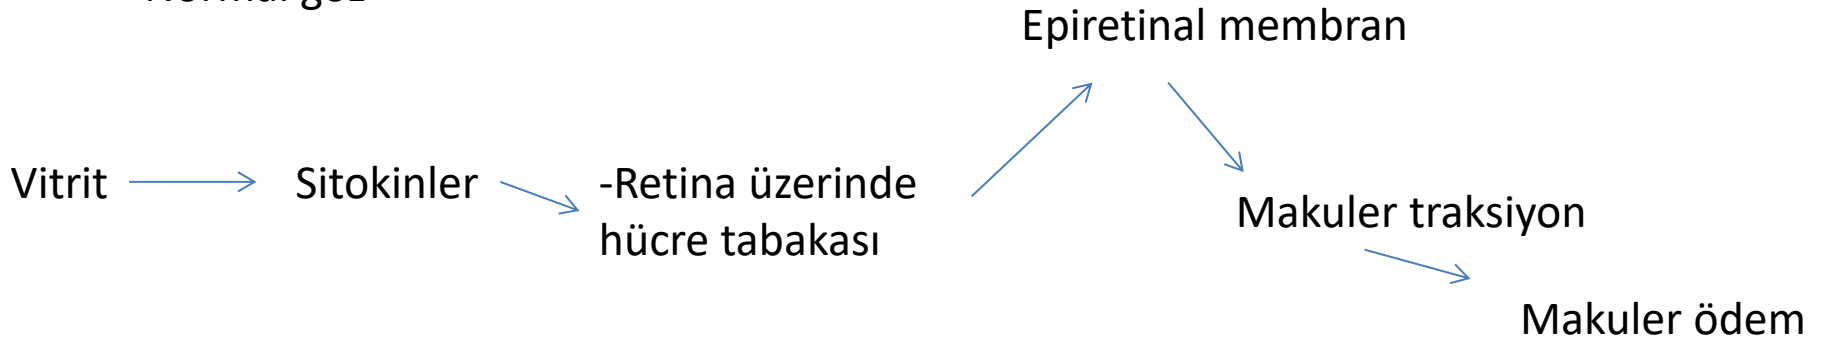 Epiretinal membran
Vitrit
Sitokinler
-Retina üzerinde
hücre tabakası
Makuler traksiyon
Makuler ödem